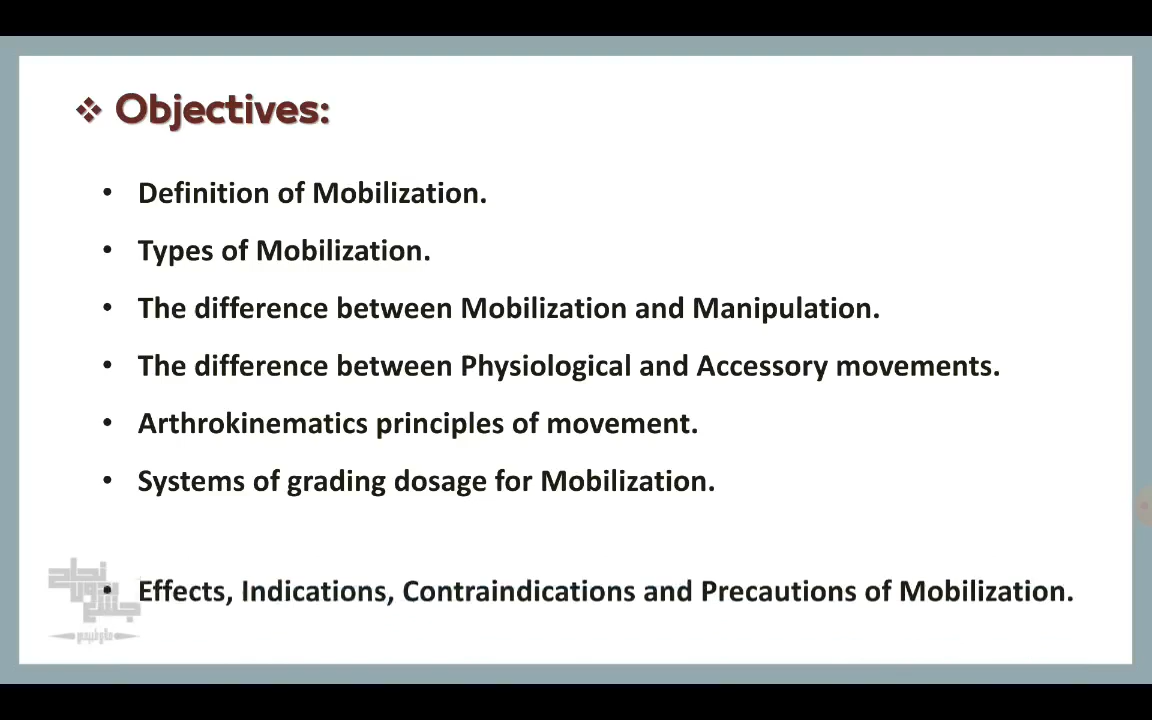 ❖ Objectives:
• Definition of Mobilization.
• Types of Mobilization.
• The difference between Mobilization and Manipulation.
• The difference between Physiological and Accessory movements.
• Arthrokinematics principles of movement.
• Systems of grading dosage for Mobilization.
• Effects, Indications, Contraindications and Precautions of Mobilization.